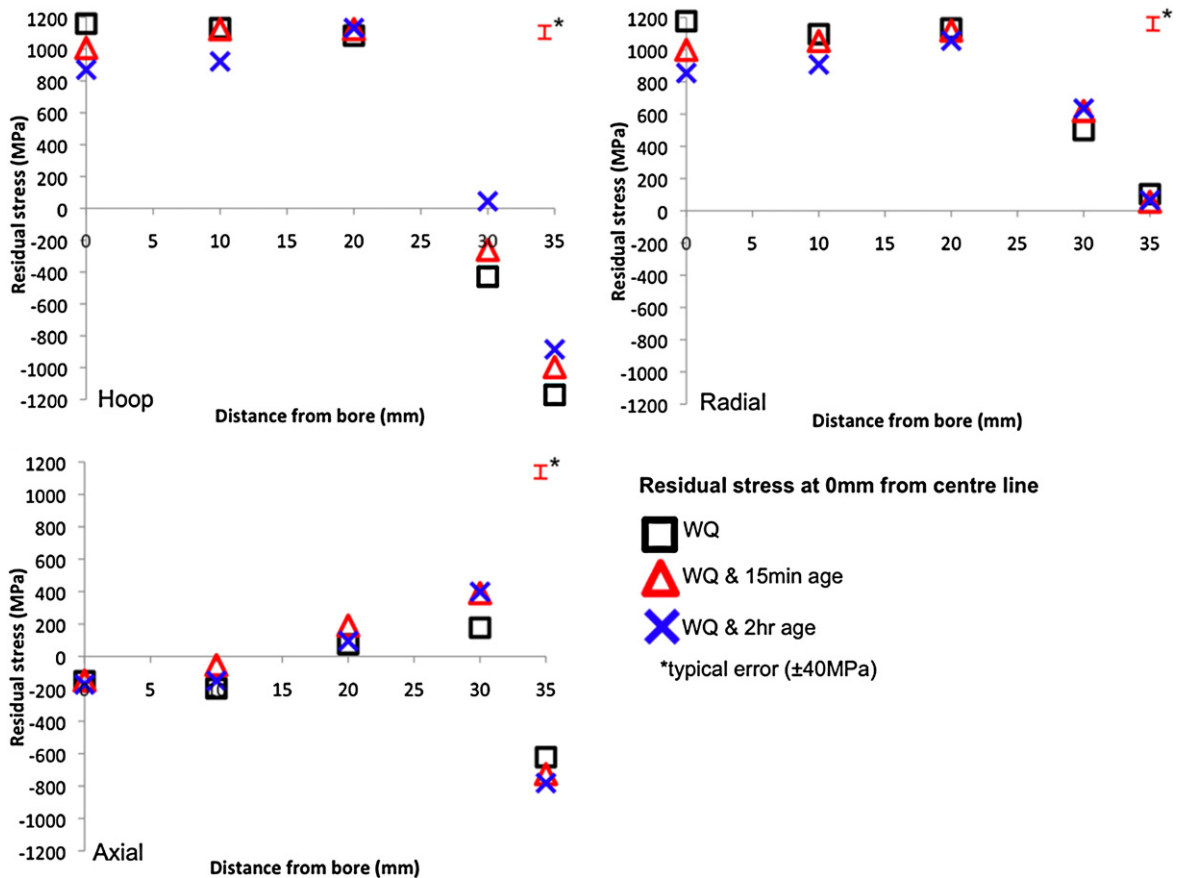 1200
1000
800
600
400
200
0
-200
-400
-600
-800
-1000
-1200
Residual stress (MPa)
0 5 10 15 20 25 30 35
*
Hoop
Distance from bore (mm)
1200
1000
800
600
400
200
0
-200
-400
-600
-800
-1000
-1200
Residual stress (MPa)
0 5 10 15 20 25 30 35
*
Radial
Distance from bore (mm)
1200
1000
800
600
400
200
0
-200
-400
-600
-800
-1000
-1200
Residual stress (MPa)
0 5 10 15 20 25 30 35
*
Axial
Distance from bore (mm)
Residual stress at 0mm from centre line
WQ
WQ & 15min age
WQ & 2hr age
*typical error (±40MPa)